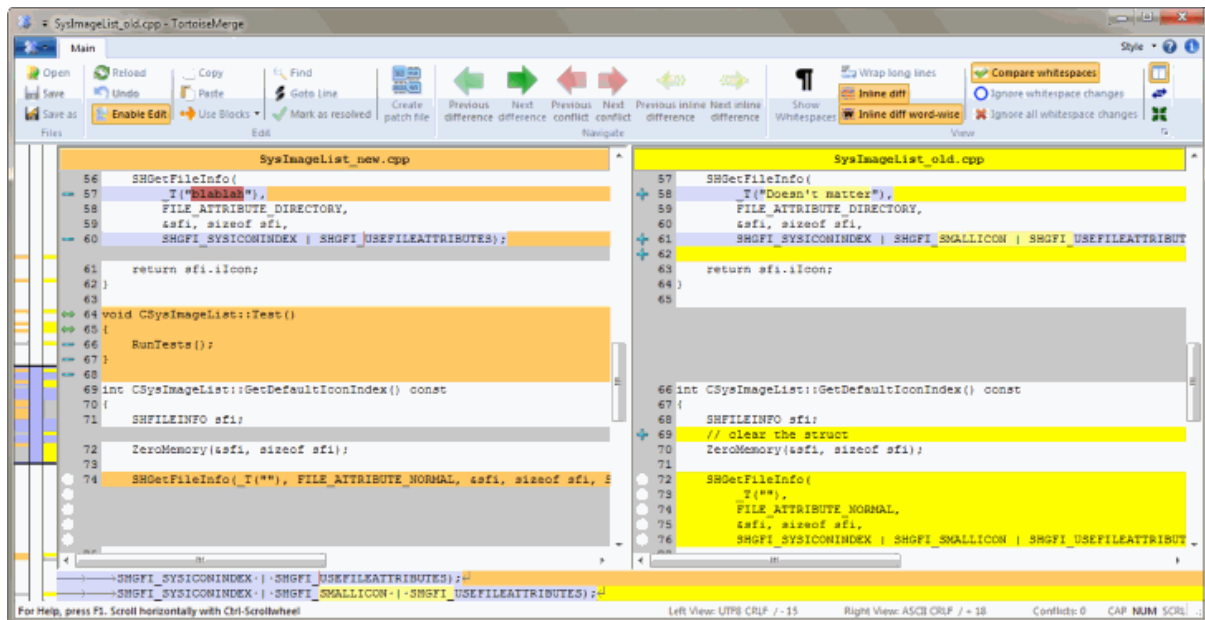 SysImageList_old.cpp - TortoiseMerge
Main
Style
Open
Save
Save as
Files
Reload
Undo
Enable Edit
Copy
Paste
Use Blocks
Find
Goto Line
Mark as resolved
Create patch file
Edit
Previous difference
Next difference
Previous conflict
Next conflict
Previous inline difference
Next inline difference
Navigate
Show Whitespaces
Wrap long lines
Inline diff
Inline diff word-wise
Compare whitespaces
Ignore whitespace changes
Ignore all whitespace changes
View
SysImageList_new.cpp
56 SHGetFileInfo(
57 _T("blablah"),
58 FILE_ATTRIBUTE_DIRECTORY,
59 &sfi, sizeof sfi,
60 SHGFI_SYSICONINDEX | SHGFI_USEFILEATTRIBUTES);
61 return sfi.iIcon;
62 }
63
64 void CSysImageList::Test()
65 {
66 RunTests();
67 }
68
69 int CSysImageList::GetDefaultIconIndex() const
70 {
71 SHFILEINFO sfi;
72 ZeroMemory(&sfi, sizeof sfi);
73
74 SHGetFileInfo(_T(""), FILE_ATTRIBUTE_NORMAL, &sfi, sizeof sfi, S
SysImageList_old.cpp
57 SHGetFileInfo(
58 _T("Doesn't matter"),
59 FILE_ATTRIBUTE_DIRECTORY,
60 &sfi, sizeof sfi,
61 SHGFI_SYSICONINDEX | SHGFI_SMALLICON | SHGFI_USEFILEATTRIBUT
62
63 return sfi.iIcon;
64 }
65
66 int CSysImageList::GetDefaultIconIndex() const
67 {
68 SHFILEINFO sfi;
69 // clear the struct
70 ZeroMemory(&sfi, sizeof sfi);
71
72 SHGetFileInfo(
73 _T(""),
74 FILE_ATTRIBUTE_NORMAL,
75 &sfi, sizeof sfi,
76 SHGFI_SYSICONINDEX | SHGFI_SMALLICON | SHGFI_USEFILEATTRIBUT
SHGFI_SYSICONINDEX·|·SHGFI_USEFILEATTRIBUTES);
SHGFI_SYSICONINDEX·|·SHGFI_SMALLICON·|·SHGFI_USEFILEATTRIBUTES);
For Help, press F1. Scroll horizontally with Ctrl-Scrollwheel
Left View: UTF8 CRLF / - 15
Right View: ASCII CRLF / + 18
Conflicts: 0
CAP NUM SCRL